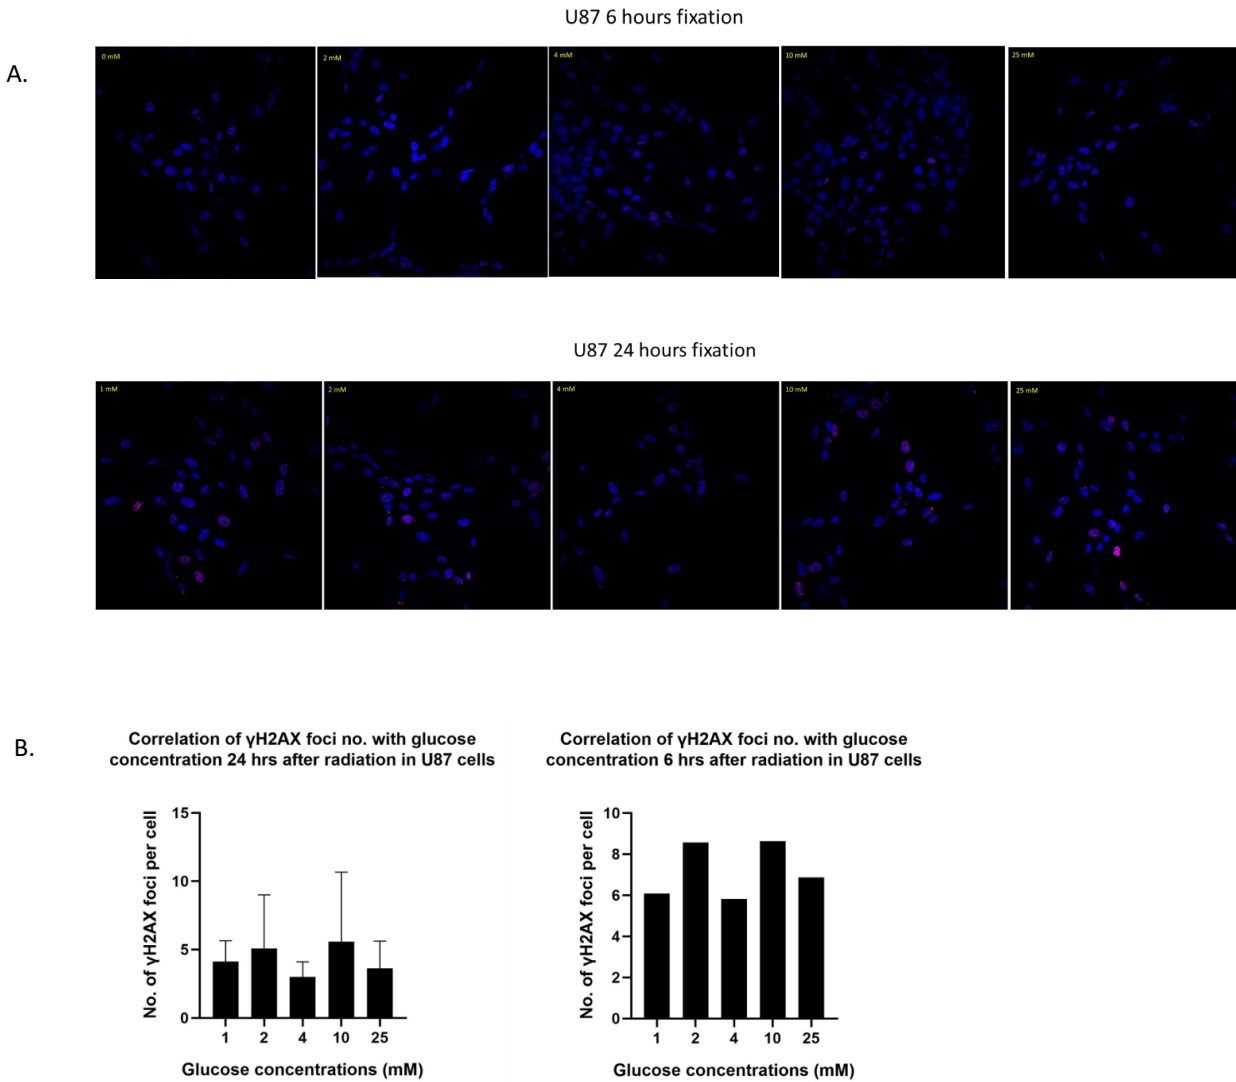 U87 6 hours fixation
A.
0 mM
2 mM
4 mM
10 mM
25 mM
U87 24 hours fixation
1 mM
2 mM
4 mM
10 mM
25 mM
B.
Correlation of γH2AX foci no. with glucose
concentration 24 hrs after radiation in U87 cells
No. of γH2AX foci per cell
15
10
5
0
1 2 4 10 25
Glucose concentrations (mM)
Correlation of γH2AX foci no. with glucose
concentration 6 hrs after radiation in U87 cells
No. of γH2AX foci per cell
10
8
6
4
2
0
1 2 4 10 25
Glucose concentrations (mM)